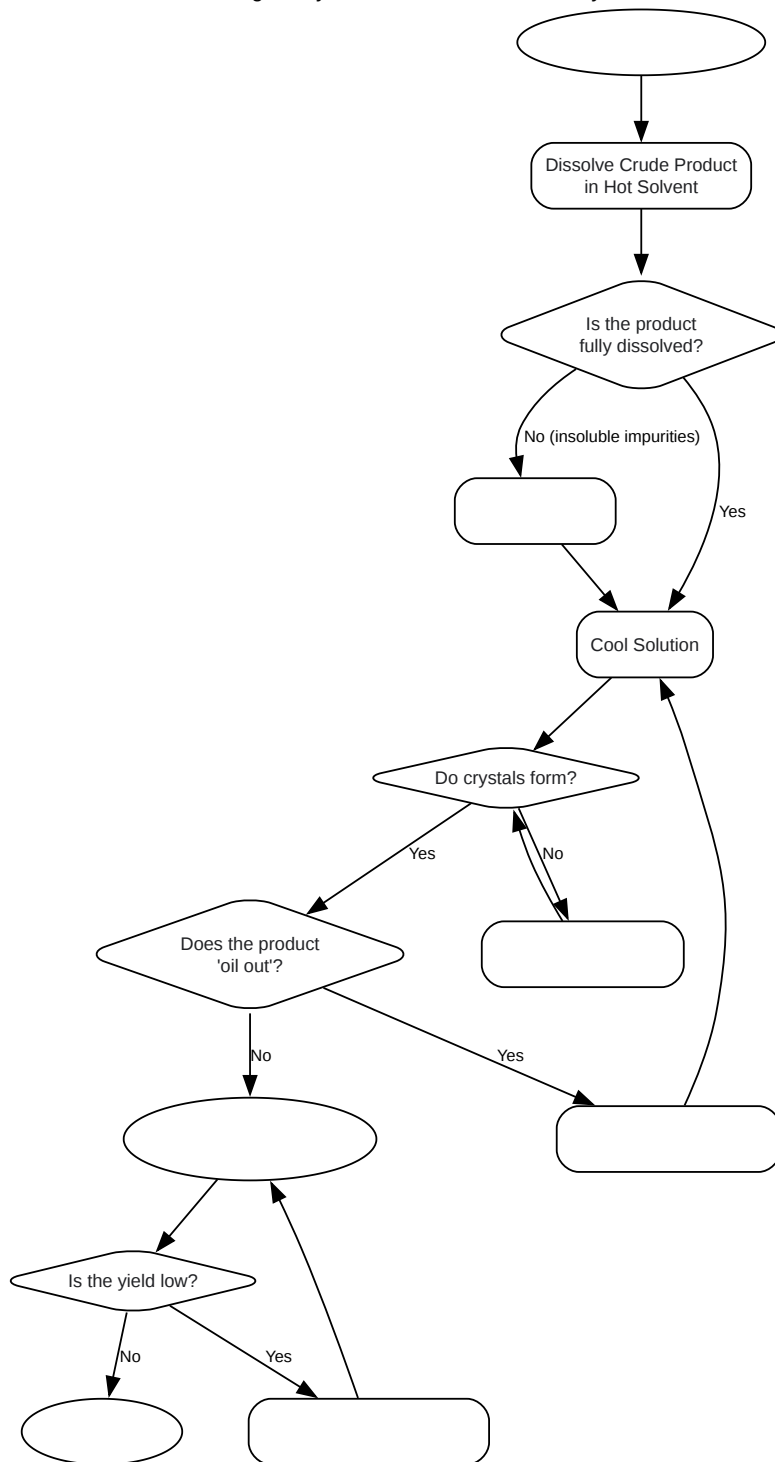 Dissolve Crude Product
in Hot Solvent
Is the product
fully dissolved?
No (insoluble impurities)
Yes
Cool Solution
Do crystals form?
Yes
No
Does the product
'oil out'?
No
Yes
Is the yield low?
No
Yes